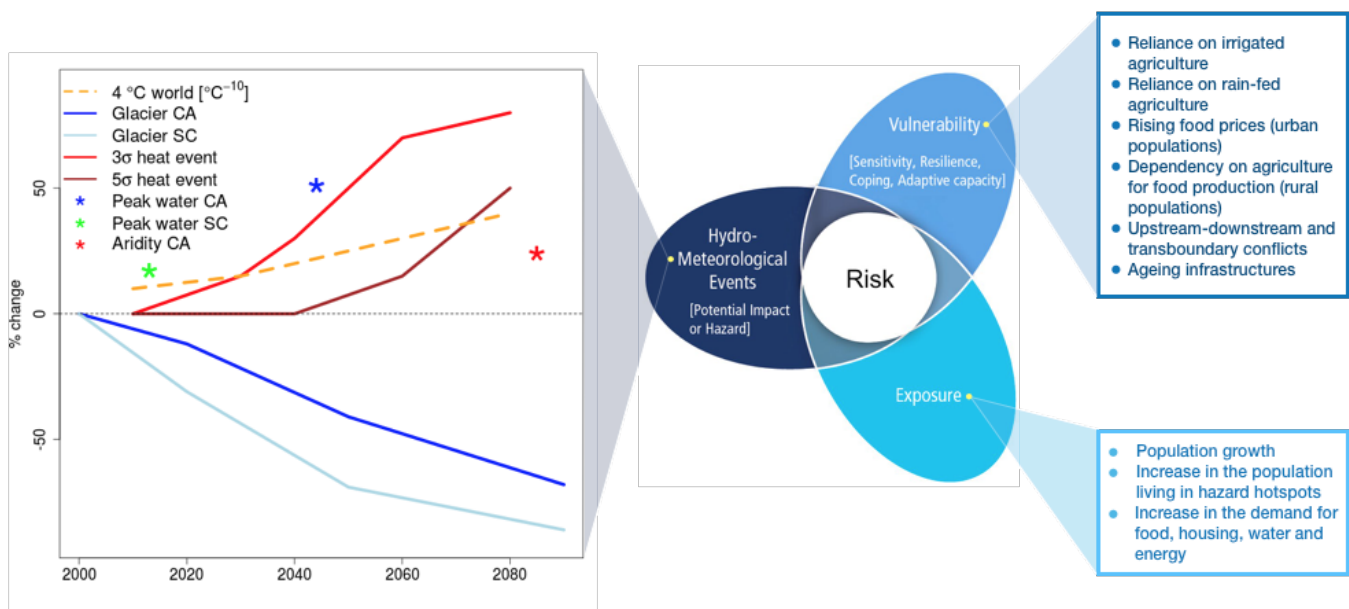 4 °C world [°C⁻¹⁰]
Glacier CA
Glacier SC
3σ heat event
5σ heat event
Peak water CA
Peak water SC
Aridity CA
% change
50
0
-50
2000
2020
2040
2060
2080
Vulnerability
[Sensitivity, Resilience,
Coping, Adaptive capacity]
Hydro-
Meteorological
Events
[Potential Impact
or Hazard]
Risk
Exposure
● Reliance on irrigated
agriculture
● Reliance on rain-fed
agriculture
● Rising food prices (urban
populations)
● Dependency on agriculture
for food production (rural
populations)
● Upstream-downstream and
transboundary conflicts
● Ageing infrastructures
● Population growth
● Increase in the population
living in hazard hotspots
● Increase in the demand for
food, housing, water and
energy